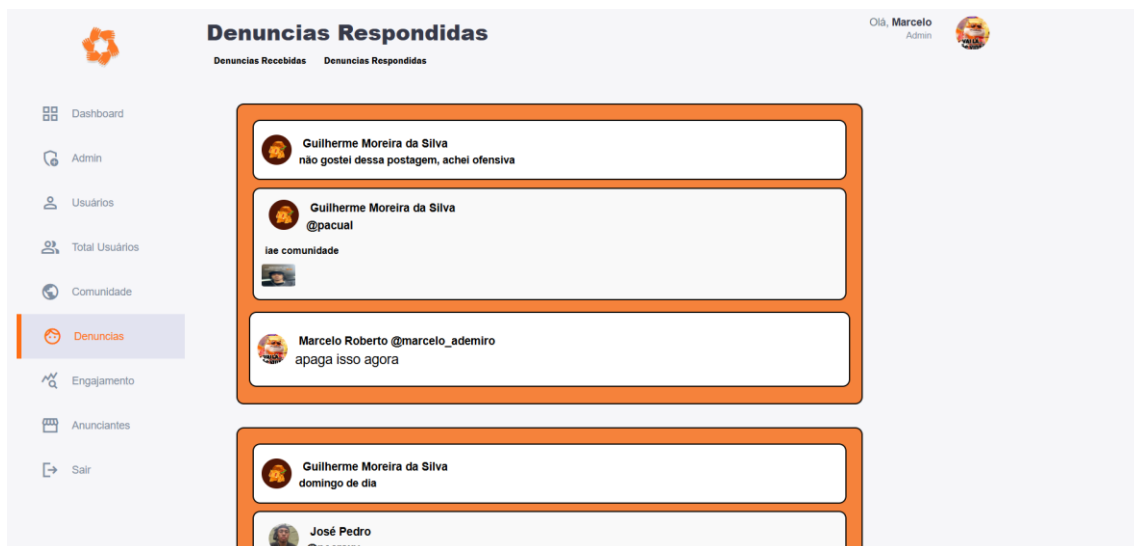 Denuncias Respondidas
Olá, Marcelo
Admin
Denuncias Recebidas Denuncias Respondidas
Dashboard
Admin
Usuários
Total Usuários
Comunidade
Denuncias
Engajamento
Anunciantes
Sair
Guilherme Moreira da Silva
não gostei dessa postagem, achei ofensiva
Guilherme Moreira da Silva
@pacual
iae comunidade
Marcelo Roberto @marcelo_ademiro
apaga isso agora
Guilherme Moreira da Silva
domingo de dia
José Pedro